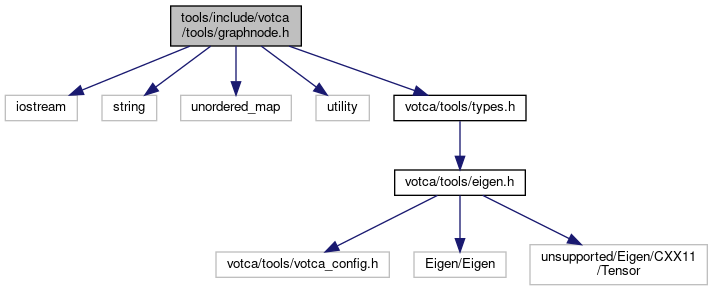 tools/include/votca
/tools/graphnode.h
iostream
string
unordered_map
utility
votca/tools/types.h
votca/tools/eigen.h
votca/tools/votca_config.h
Eigen/Eigen
unsupported/Eigen/CXX11
/Tensor